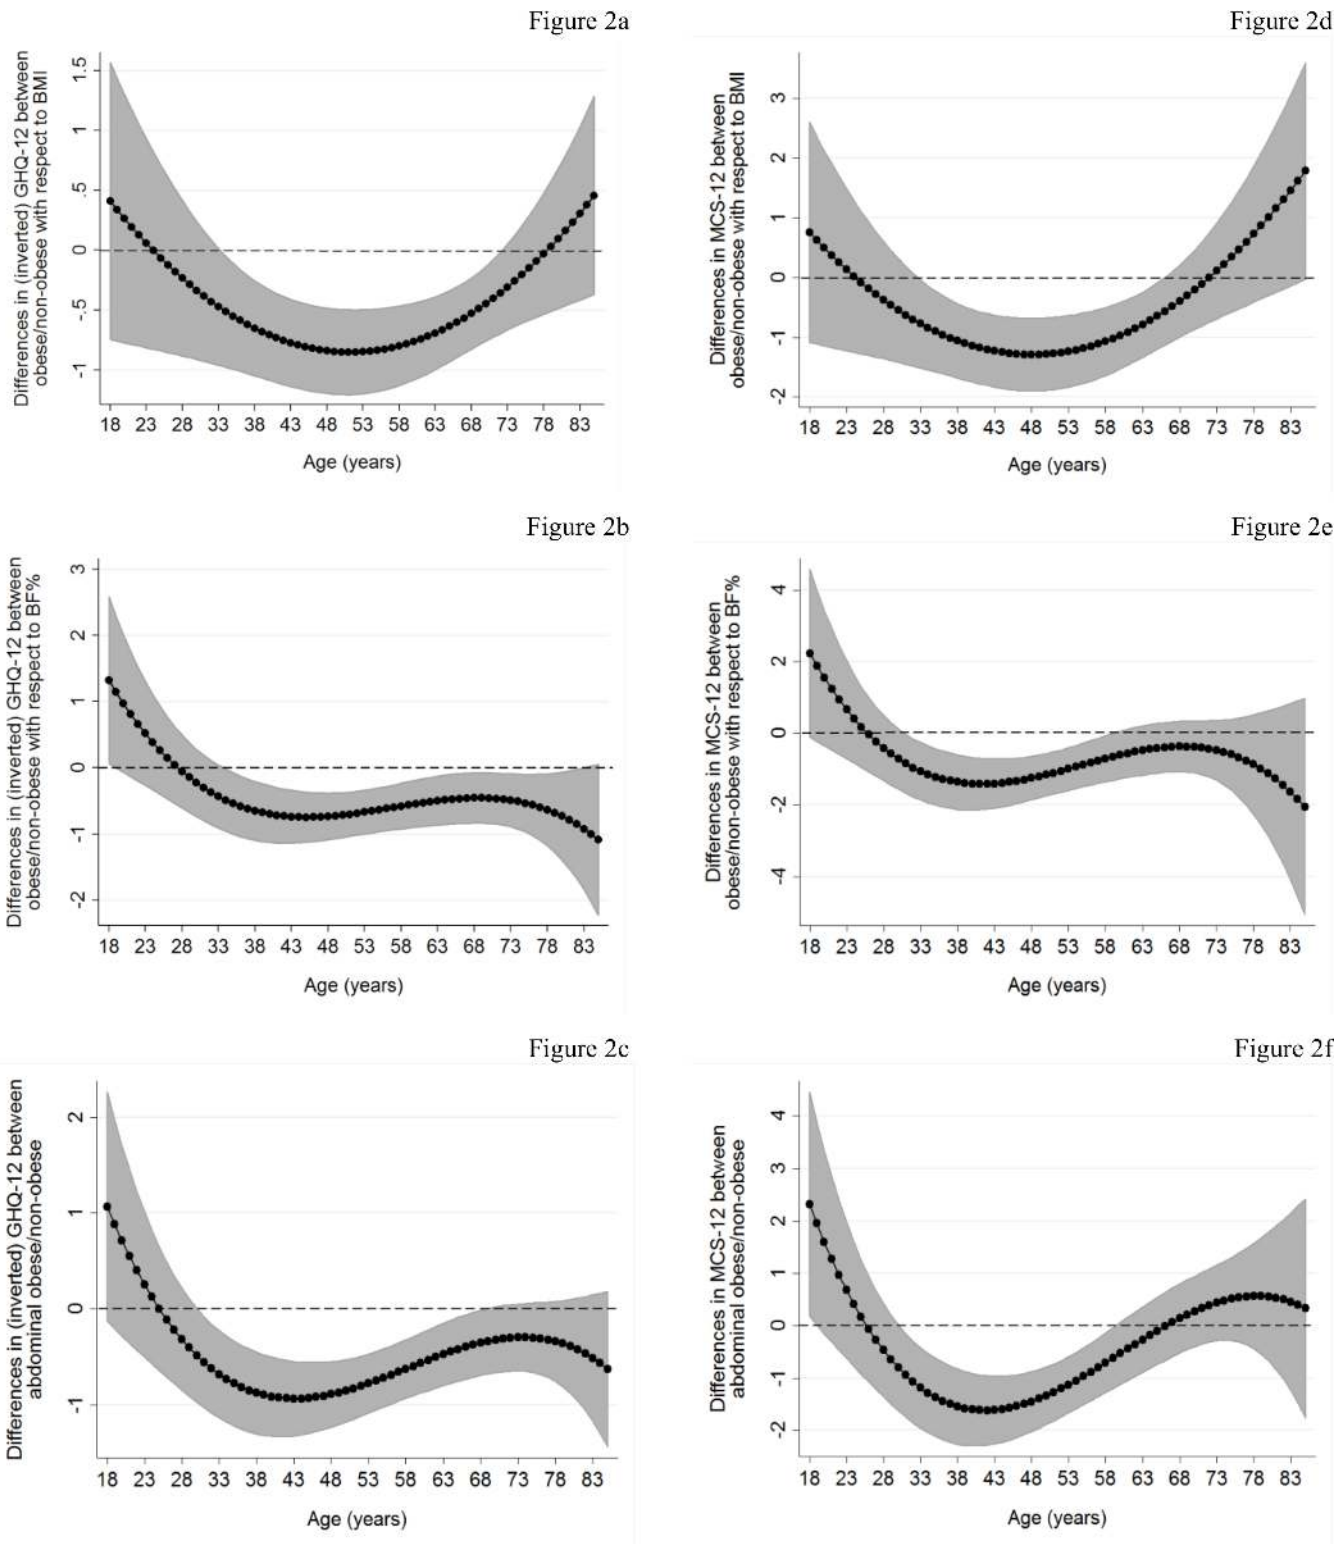 Figure 2a
Differences in (inverted) GHQ-12 between
obese/non-obese with respect to BMI
1.5
1
.5
0
-.5
-1
18 23 28 33 38 43 48 53 58 63 68 73 78 83
Age (years)
Figure 2d
Differences in MCS-12 between
obese/non-obese with respect to BMI
3
2
1
0
-1
-2
18 23 28 33 38 43 48 53 58 63 68 73 78 83
Age (years)
Figure 2b
Differences in (inverted) GHQ-12 between
obese/non-obese with respect to BF%
3
2
1
0
-1
-2
18 23 28 33 38 43 48 53 58 63 68 73 78 83
Age (years)
Figure 2e
Differences in MCS-12 between
obese/non-obese with respect to BF%
4
2
0
-2
-4
18 23 28 33 38 43 48 53 58 63 68 73 78 83
Age (years)
Figure 2c
Differences in (inverted) GHQ-12 between
abdominal obese/non-obese
2
1
0
-1
18 23 28 33 38 43 48 53 58 63 68 73 78 83
Age (years)
Figure 2f
Differences in MCS-12 between
abdominal obese/non-obese
4
3
2
1
0
-1
-2
18 23 28 33 38 43 48 53 58 63 68 73 78 83
Age (years)